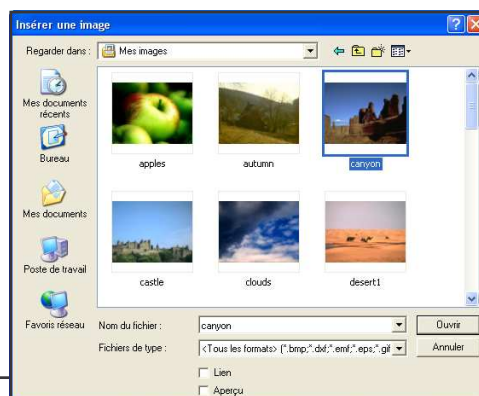 Insérer une image
Regarder dans :
Mes images
Mes documents
récents
Bureau
Mes documents
Poste de travail
Favoris réseau
apples
autumn
canyon
castle
clouds
desert1
Nom du fichier :
canyon
Ouvrir
Fichiers de type :
<Tous les formats> (*.bmp;*.dxf;*.emf;*.eps;*.gif
Annuler
Lien
Aperçu